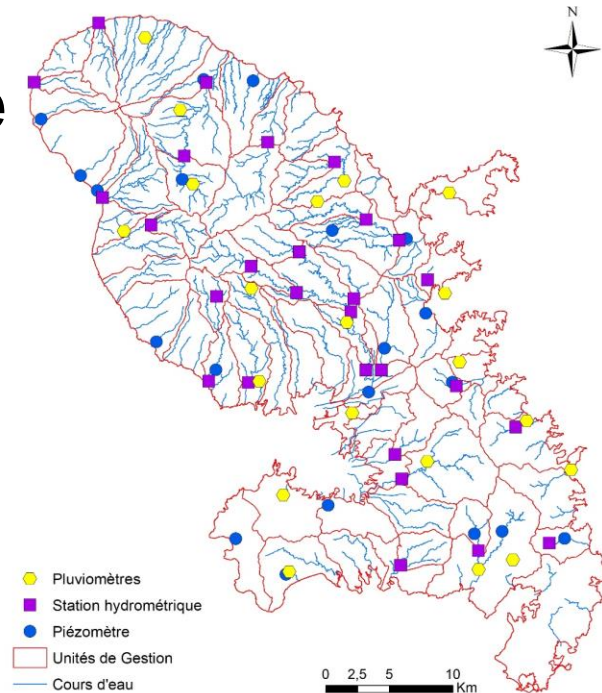 e
N
Pluviomètres
Station hydrométrique
Piézomètre
Unités de Gestion
Cours d'eau
0 2,5 5 10
Km